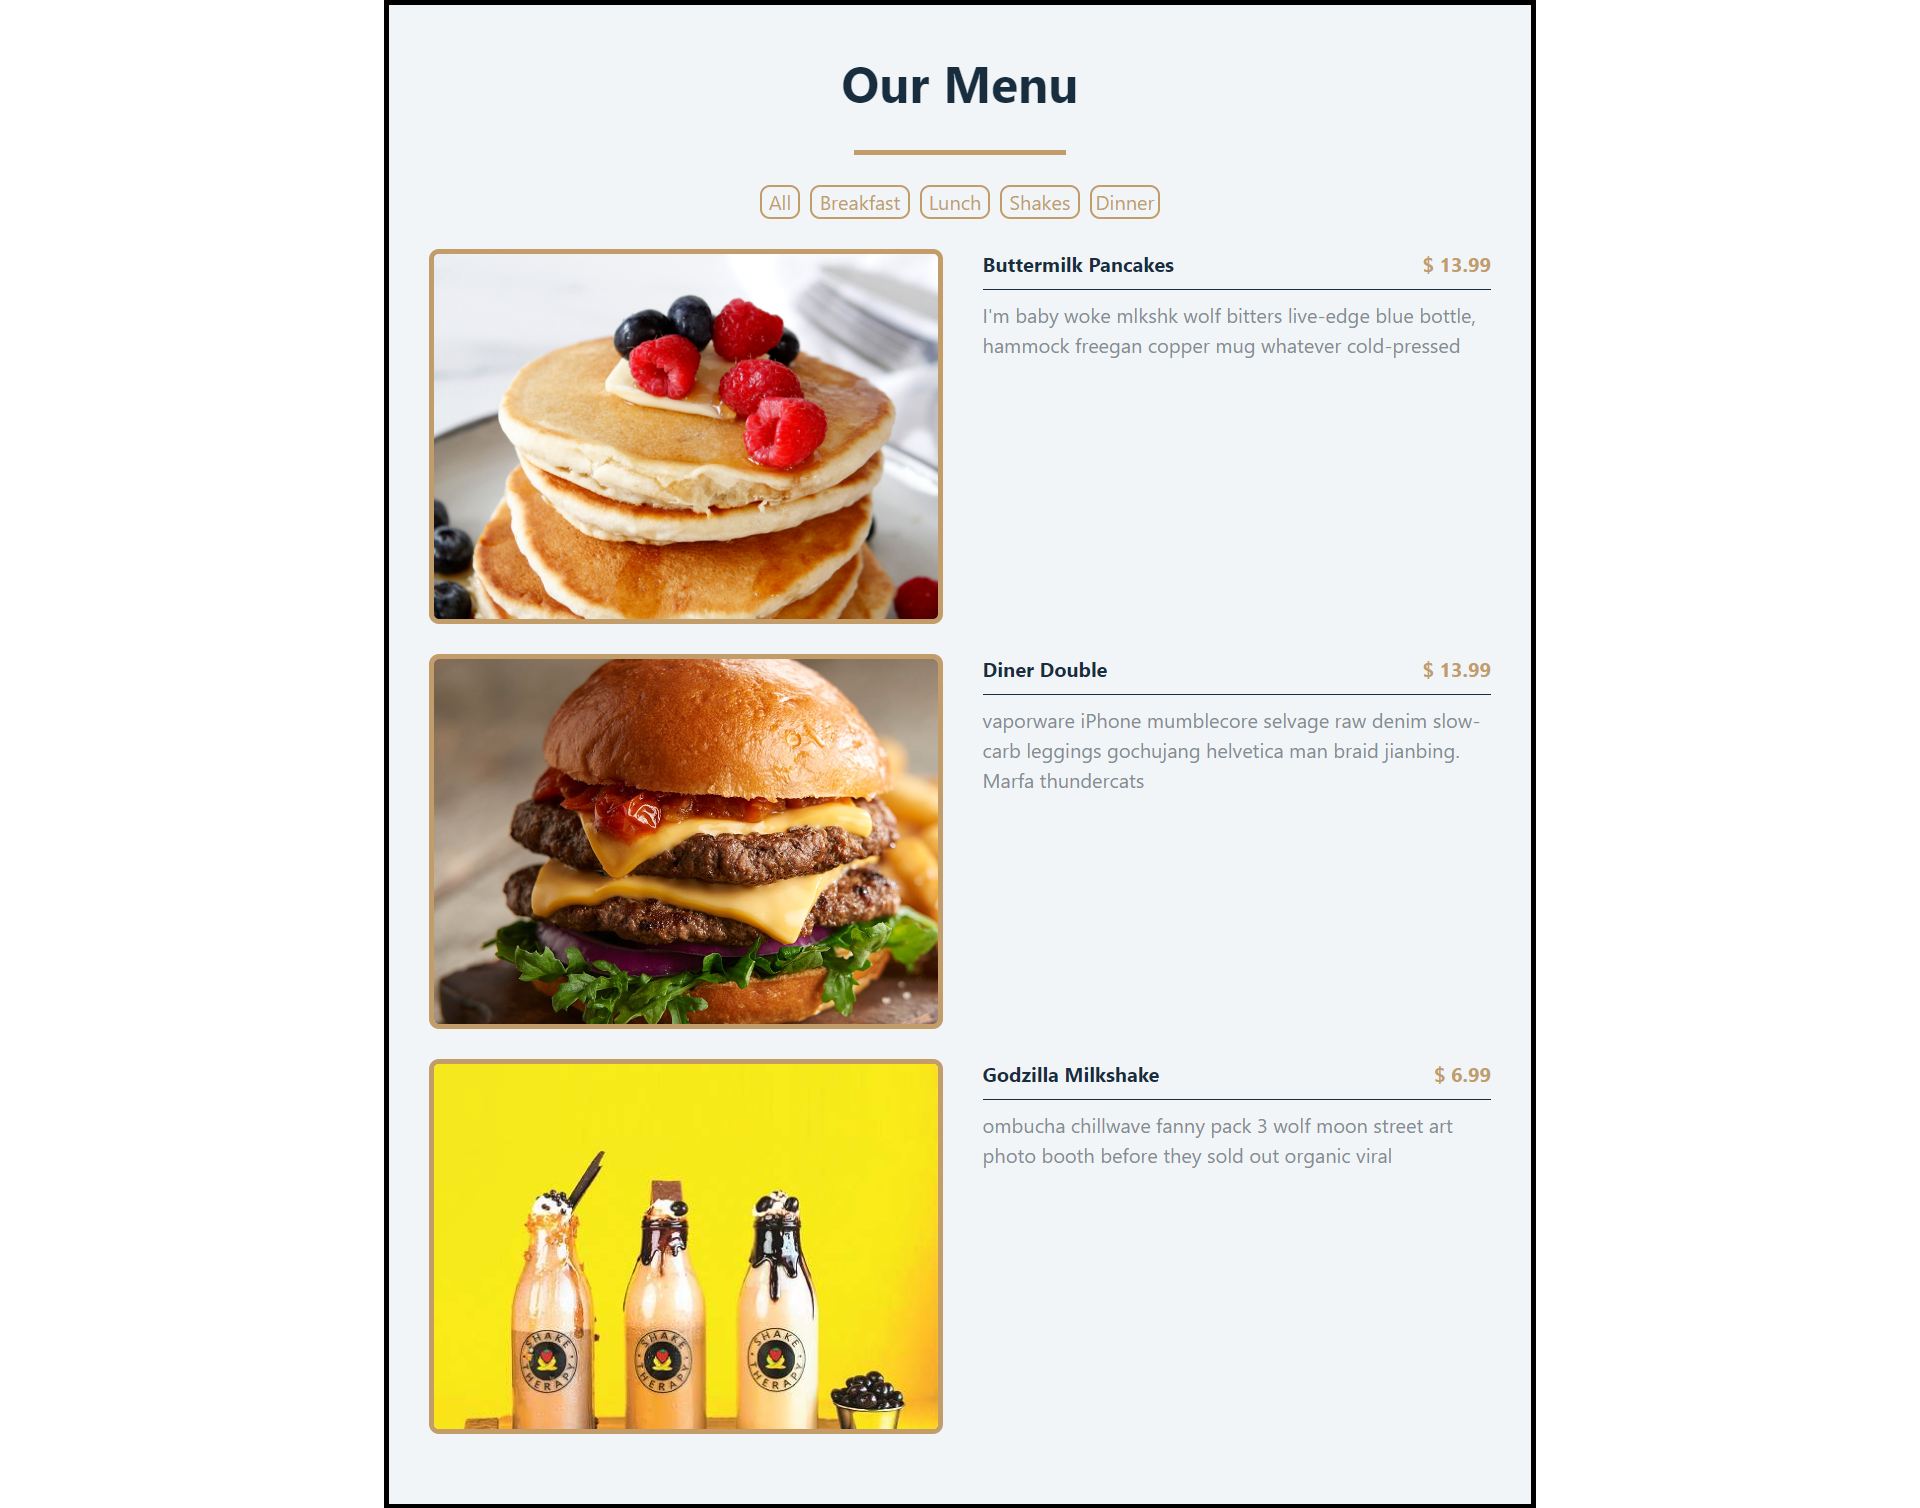 Our Menu
All Breakfast Lunch Shakes Dinner
Buttermilk Pancakes $ 13.99
I'm baby woke mlkshk wolf bitters live-edge blue bottle,
hammock freegan copper mug whatever cold-pressed
Diner Double $ 13.99
vaporware iPhone mumblecore selvage raw denim slow-
carb leggings gochujang helvetica man braid jianbing.
Marfa thundercats
Godzilla Milkshake $ 6.99
ombucha chillwave fanny pack 3 wolf moon street art
photo booth before they sold out organic viral
SHAKE THERAPY
SHAKE THERAPY
SHAKE THERAPY